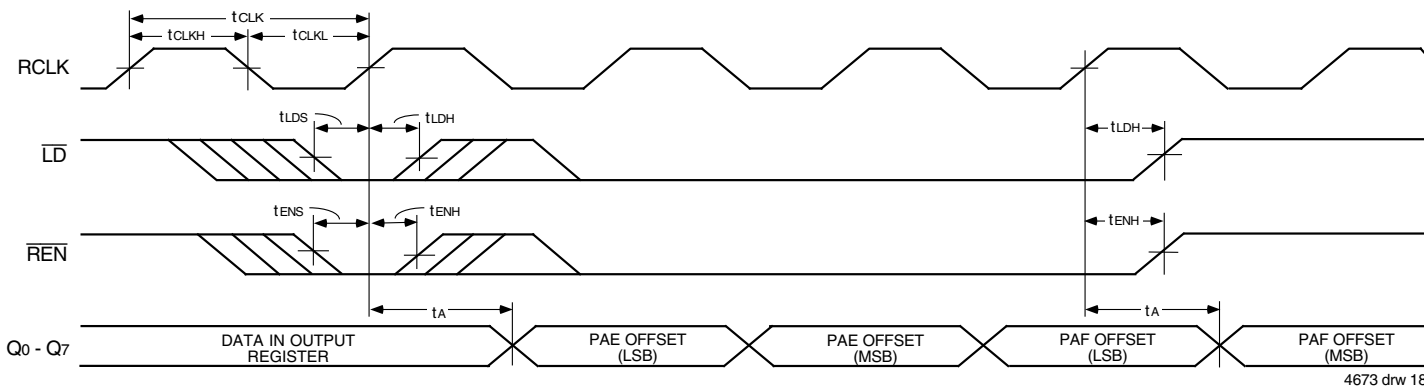 tCLK
tCLKH
tCLKL
RCLK
tLDS
tLDH
tLDH
LD
tENS
tENH
tENH
REN
tA
tA
Q0 - Q7
DATA IN OUTPUT
REGISTER
PAE OFFSET
(LSB)
PAE OFFSET
(MSB)
PAF OFFSET
(LSB)
PAF OFFSET
(MSB)
4673 drw 18